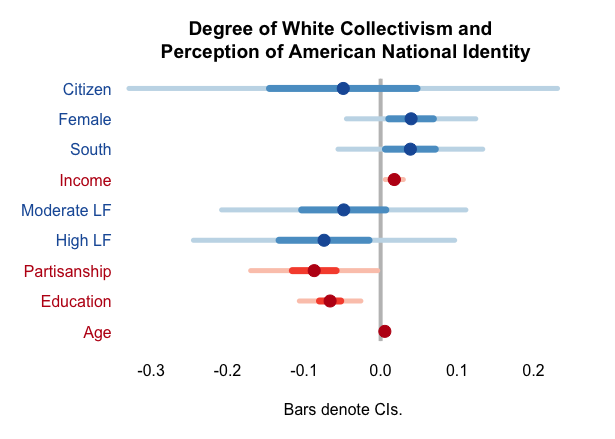 Degree of White Collectivism and
Perception of American National Identity
Citizen
Female
South
Income
Moderate LF
High LF
Partisanship
Education
Age
-0.3 -0.2 -0.1 0.0 0.1 0.2
Bars denote CIs.